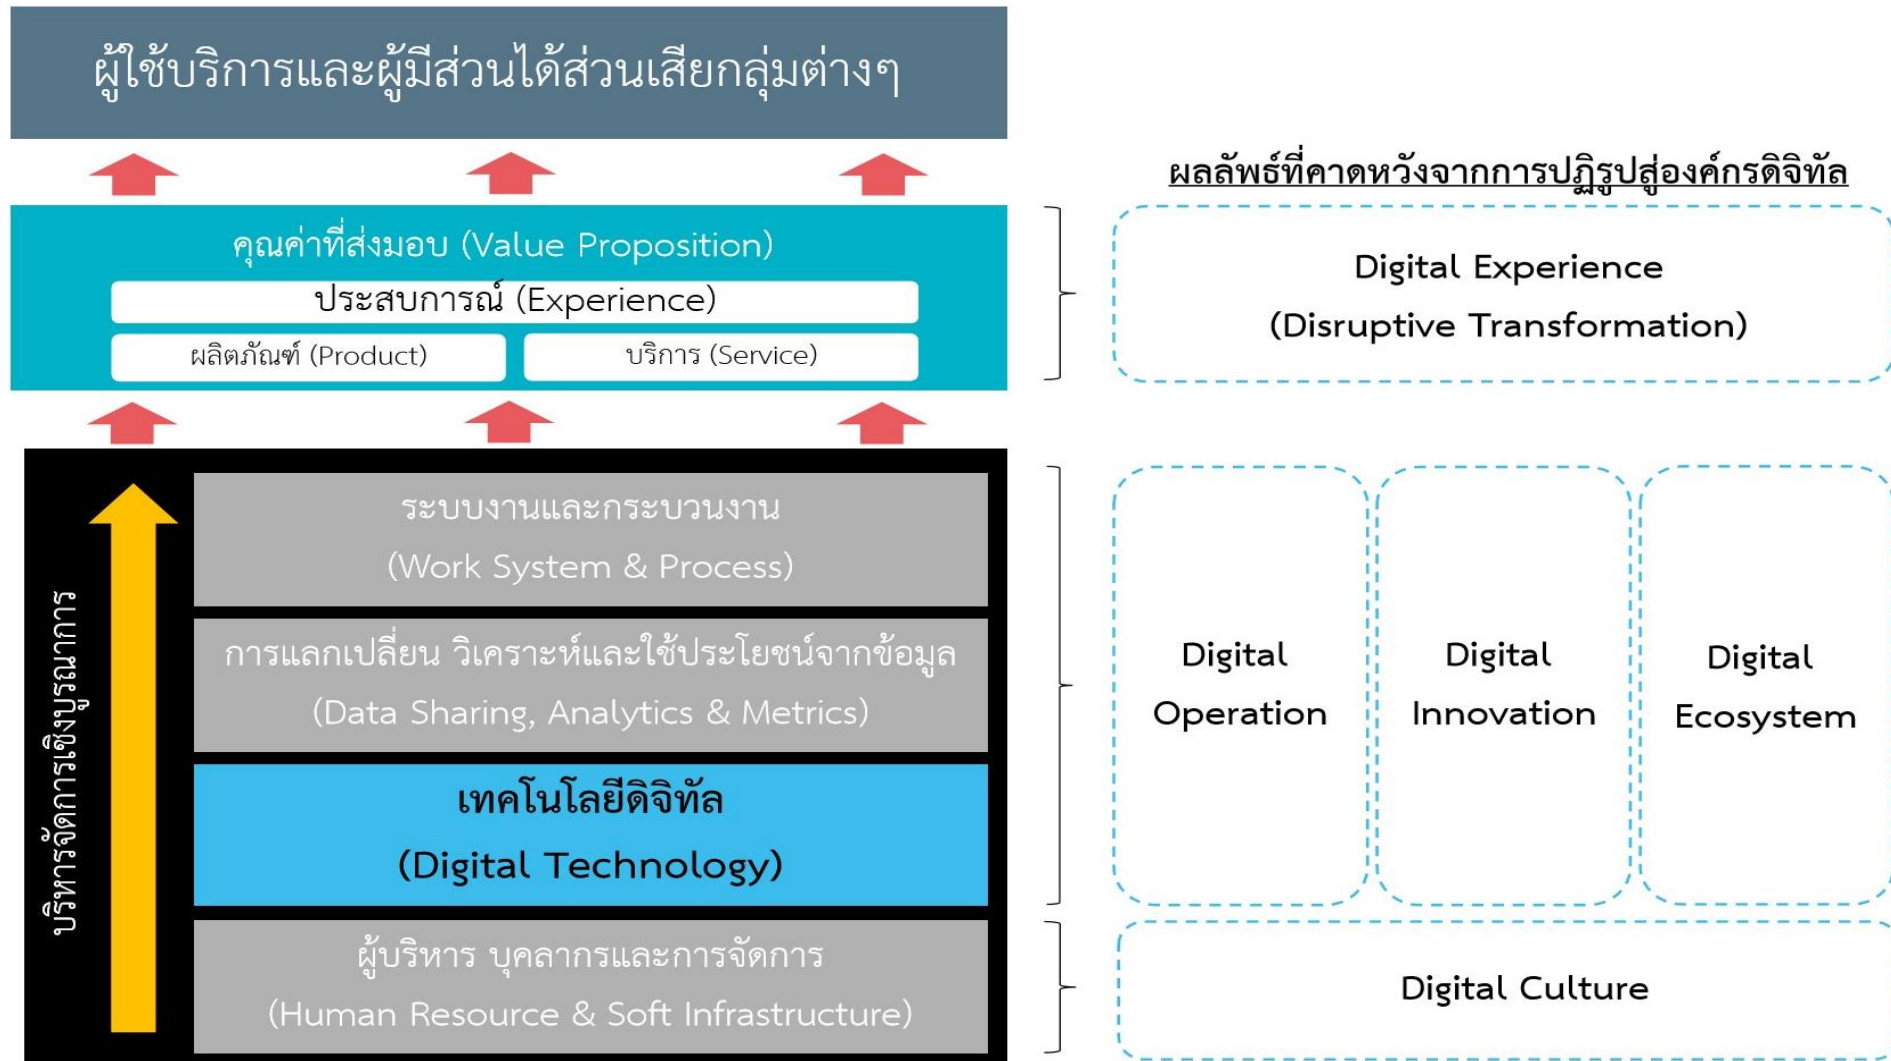 ผู้ใช้บริการและผู้มีส่วนได้ส่วนเสียกลุ่มต่างๆ
คุณค่าที่ส่งมอบ (Value Proposition)
ประสบการณ์ (Experience)
ผลิตภัณฑ์ (Product)
บริการ (Service)
บริหารจัดการเชิงบูรณาการ
ระบบงานและกระบวนงาน
(Work System & Process)
การแลกเปลี่ยน วิเคราะห์และใช้ประโยชน์จากข้อมูล
(Data Sharing, Analytics & Metrics)
เทคโนโลยีดิจิทัล
(Digital Technology)
ผู้บริหาร บุคลากรและการจัดการ
(Human Resource & Soft Infrastructure)
ผลลัพธ์ที่คาดหวังจากการปฏิรูปสู่องค์กรดิจิทัล
Digital Experience
(Disruptive Transformation)
Digital
Operation
Digital
Innovation
Digital
Ecosystem
Digital Culture